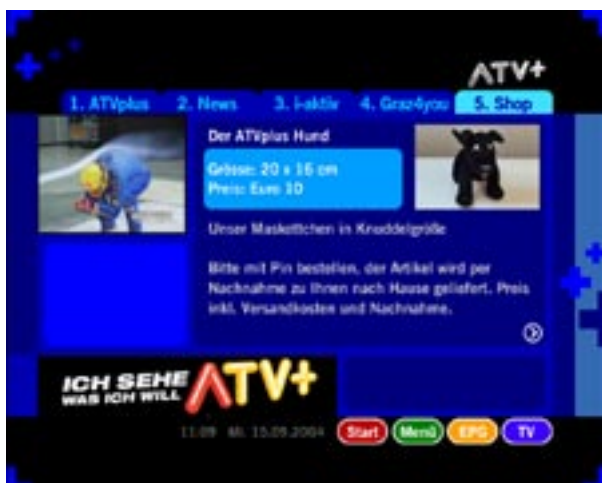 ATV+
1. ATVplus 2. News 3. i-aktiv 4. Graz4you 5. Shop
Der ATVplus Hund
Grösse: 20 x 16 cm
Preis: Euro 10
Unser Maskottchen in Knuddelgröße
Bitte mit Pin bestellen, der Artikel wird per
Nachnahme zu Ihnen nach Hause geliefert. Preis
inkl. Versandkosten und Nachnahme.
ICH SEHE
WAS ICH WILL
ATV+
11:09 Mi. 15.09.2004 Start Menü EPG TV